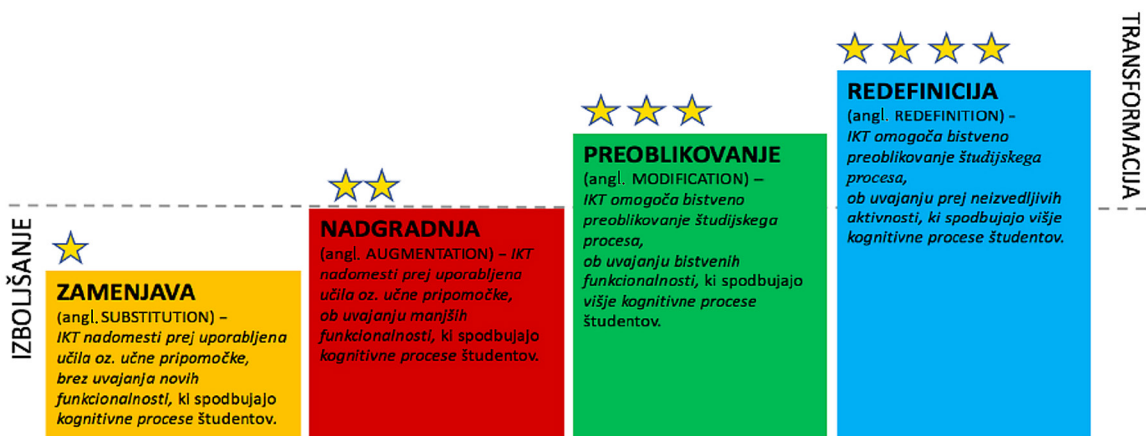 IZBOLJŠANJE
ZAMENJAVA
(angl. SUBSTITUTION) –
IKT nadomesti prej uporabljena
učila oz. učne pripomočke,
brez uvajanja novih
funkcionalnosti, ki spodbujajo
kognitivne procese študentov.
NADGRADNJA
(angl. AUGMENTATION) – IKT
nadomesti prej uporabljena
učila oz. učne pripomočke,
ob uvajanju manjših
funkcionalnosti, ki spodbujajo
kognitivne procese študentov.
PREOBLIKOVANJE
(angl. MODIFICATION) –
IKT omogoča bistveno
preoblikovanje študijskega
procesa,
ob uvajanju bistvenih
funkcionalnosti, ki spodbujajo
višje kognitivne procese
študentov.
REDEFINICIJA
(angl. REDEFINITION) –
IKT omogoča bistveno
preoblikovanje študijskega
procesa,
ob uvajanju prej neizvedljivih
aktivnosti, ki spodbujajo višje
kognitivne procese študentov.
TRANSFORMACIJA